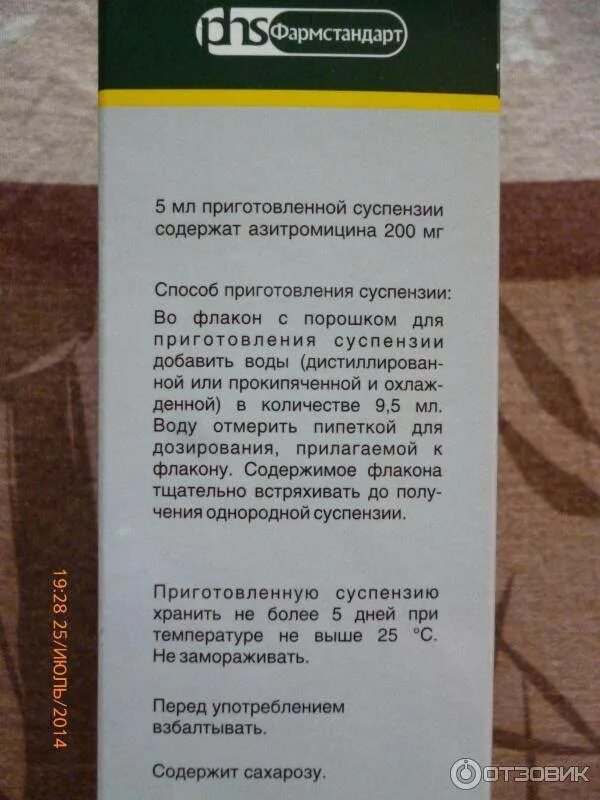 phs Фармстандарт
5 мл приготовленной суспензии
содержат азитромицина 200 мг
Способ приготовления суспензии:
Во флакон с порошком для
приготовления суспензии
добавить воды (дистиллирован-
ной или прокипяченной и охлаж-
денной) в количестве 9,5 мл.
Воду отмерить пипеткой для
дозирования, прилагаемой к
флакону. Содержимое флакона
тщательно встряхивать до полу-
чения однородной суспензии.
Приготовленную суспензию
хранить не более 5 дней при
температуре не выше 25 °С.
Не замораживать.
Перед употреблением
взбалтывать.
Содержит сахарозу.
19:28 25/ИЮЛЬ/2014
ОТЗОВИК